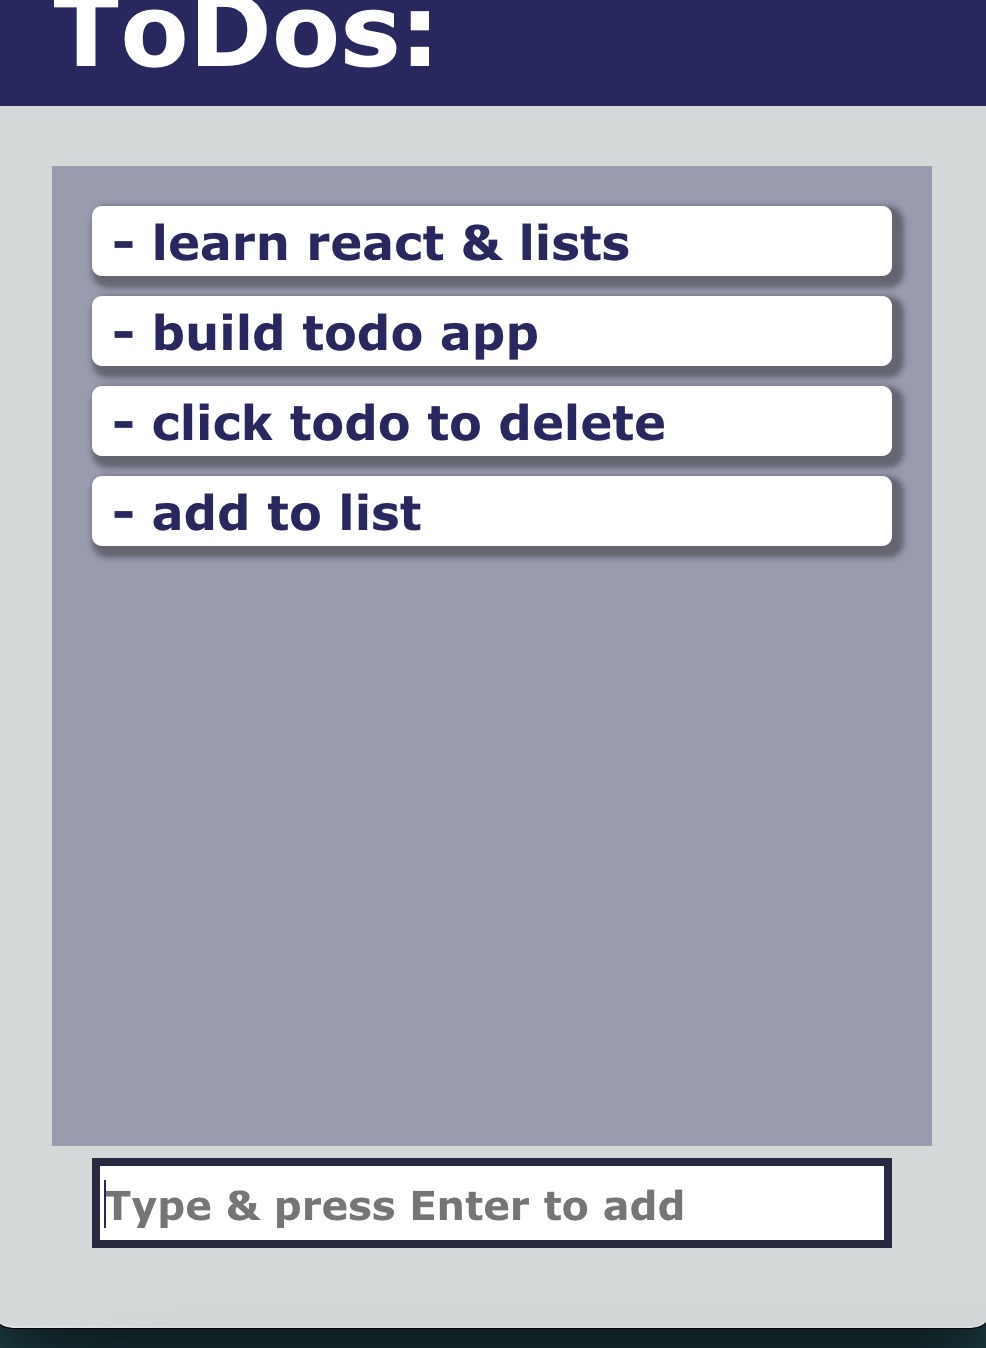 ToDos:
- learn react & lists
- build todo app
- click todo to delete
- add to list
Type & press Enter to add